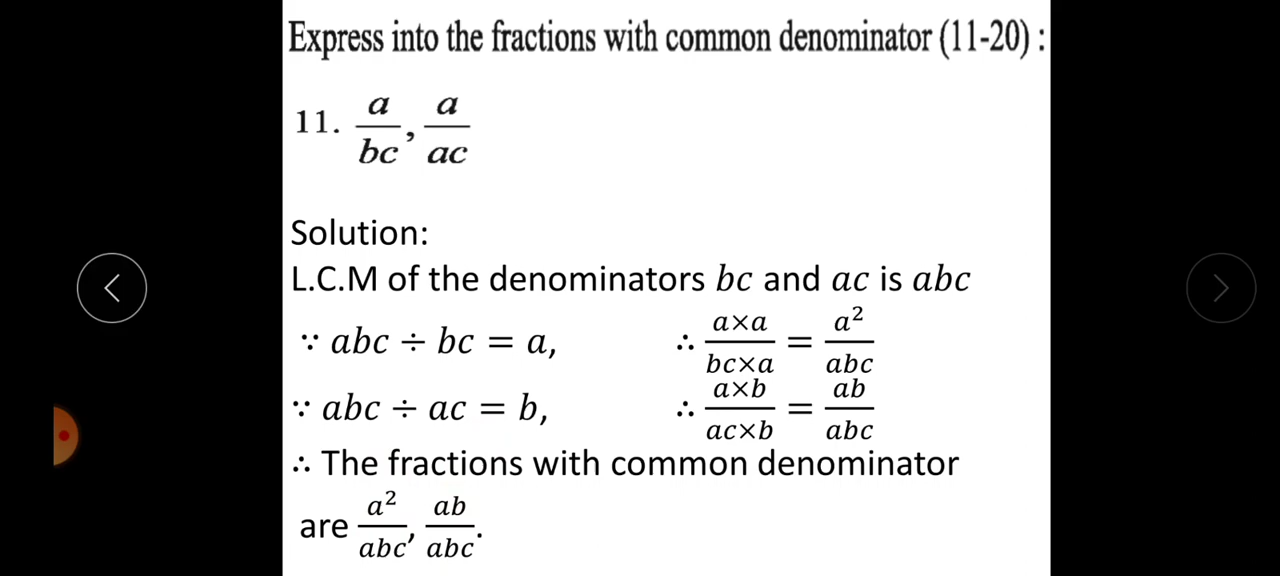 Express into the fractions with common denominator (11-20) :
11. a/bc, a/ac
Solution:
L.C.M of the denominators bc and ac is abc
∵ abc ÷ bc = a, ∴ a×a/bc×a = a²/abc
∵ abc ÷ ac = b, ∴ a×b/ac×b = ab/abc
∴ The fractions with common denominator
are a²/abc, ab/abc.